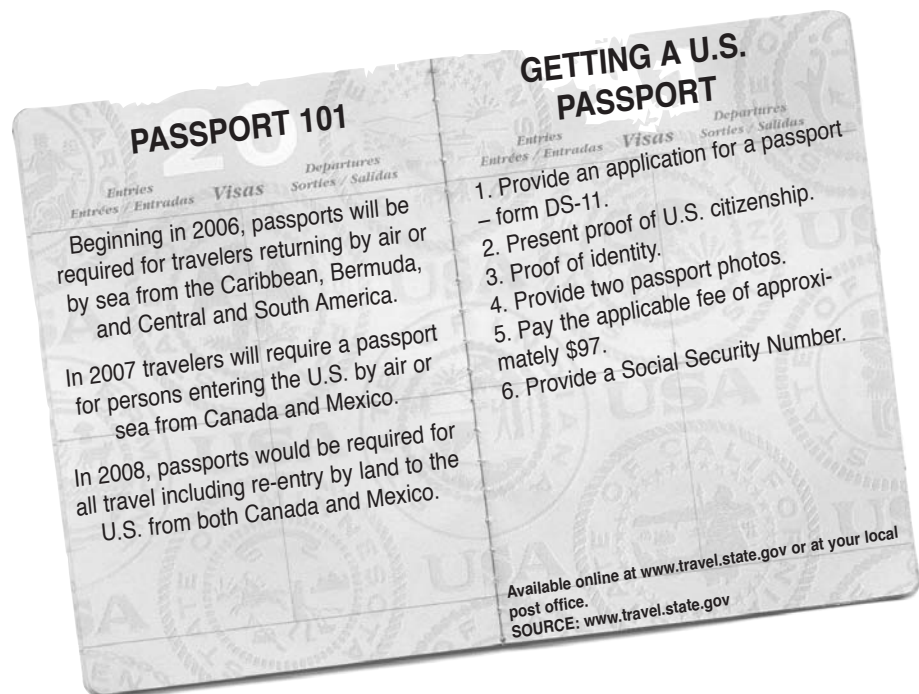 PASSPORT 101
Entries
Entrées / Entradas
Visas
Departures
Sorties / Salidas
Beginning in 2006, passports will be
required for travelers returning by air or
by sea from the Caribbean, Bermuda,
and Central and South America.
In 2007 travelers will require a passport
for persons entering the U.S. by air or
sea from Canada and Mexico.
In 2008, passports would be required for
all travel including re-entry by land to the
U.S. from both Canada and Mexico.
GETTING A U.S.
PASSPORT
Entries
Entrées / Entradas
Visas
Departures
Sorties / Salidas
1. Provide an application for a passport
– form DS-11.
2. Present proof of U.S. citizenship.
3. Proof of identity.
4. Provide two passport photos.
5. Pay the applicable fee of approxi-
mately $97.
6. Provide a Social Security Number.
Available online at www.travel.state.gov or at your local
post office.
SOURCE: www.travel.state.gov